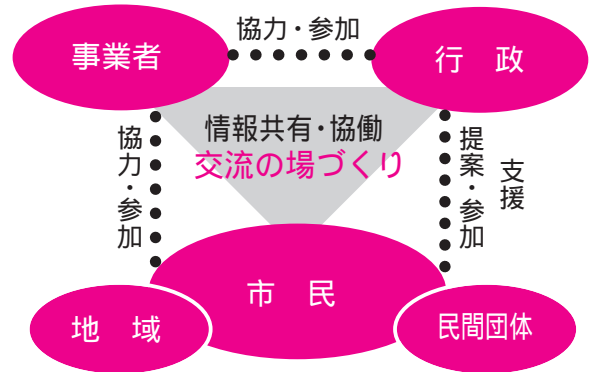 協力・参加
事業者
行　政
情報共有・協働
交流の場づくり
協力・参加
提案・参加
支援
市　民
地　域
民間団体